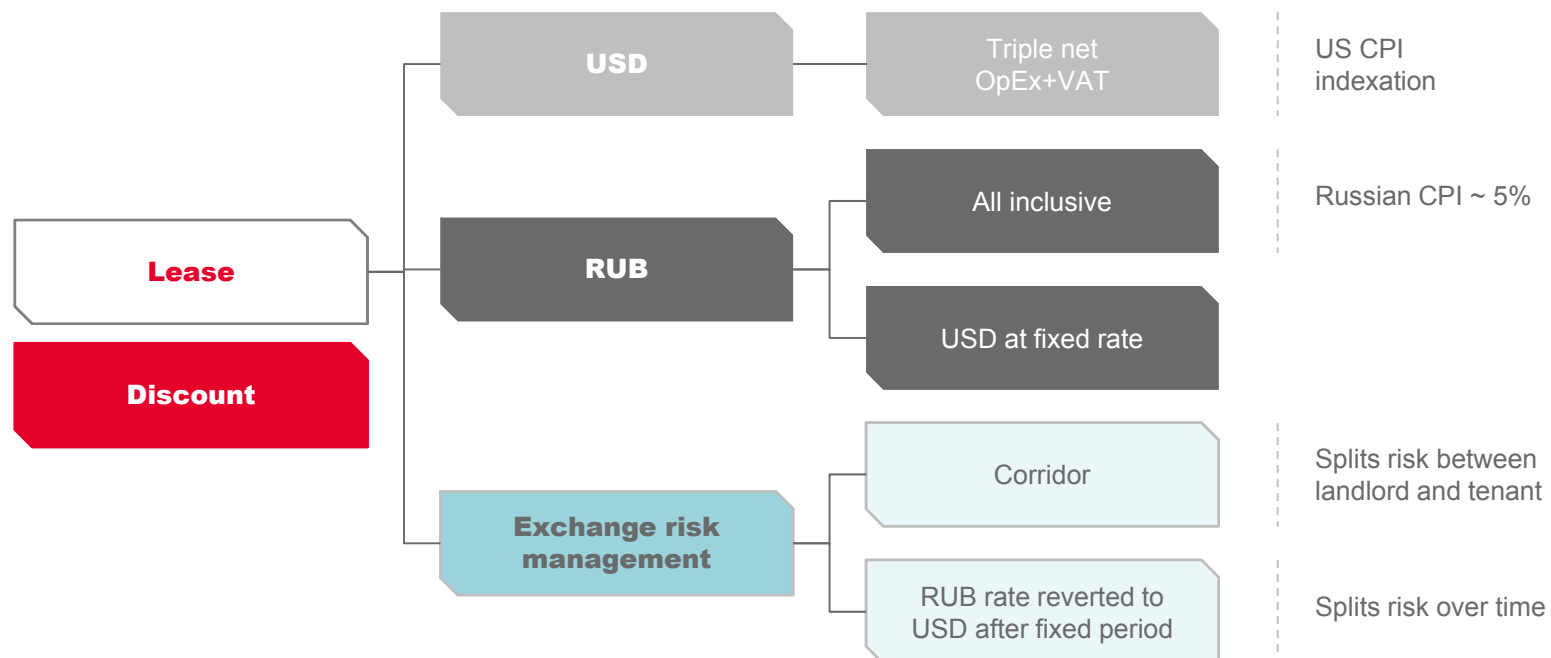 Lease
Discount
USD
Triple net
OpEx+VAT
US CPI
indexation
RUB
All inclusive
Russian CPI ~ 5%
USD at fixed rate
Exchange risk
management
Corridor
Splits risk between
landlord and tenant
RUB rate reverted to
USD after fixed period
Splits risk over time